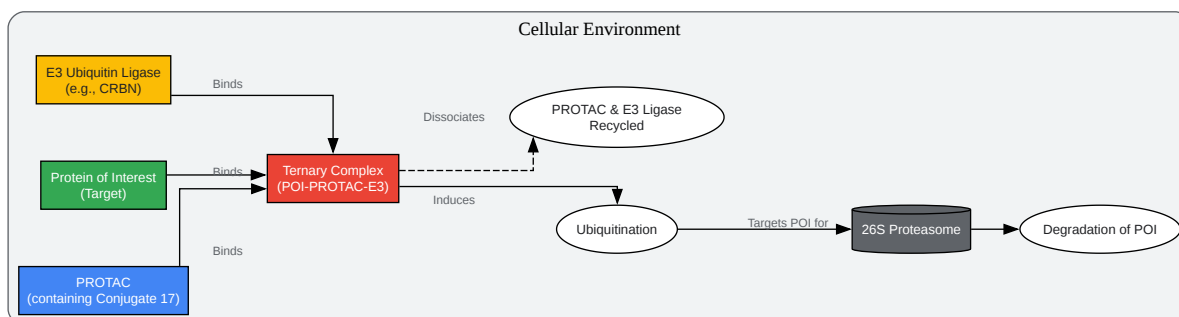 Cellular Environment
E3 Ubiquitin Ligase
(e.g., CRBN)
Binds
Dissociates
PROTAC & E3 Ligase
Recycled
Protein of Interest
(Target)
Binds
Ternary Complex
(POI-PROTAC-E3)
Induces
Ubiquitination
Targets POI for
26S Proteasome
Degradation of POI
Binds
PROTAC
(containing Conjugate 17)